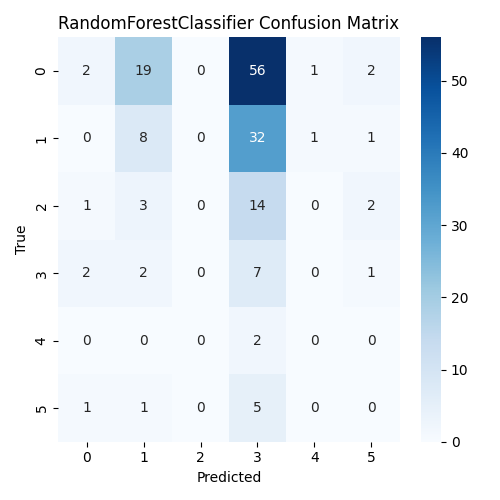 RandomForestClassifier Confusion Matrix
0 2 19 0 56 1 2
1 0 8 0 32 1 1
2 1 3 0 14 0 2
3 2 2 0 7 0 1
4 0 0 0 2 0 0
5 1 1 0 5 0 0
0 1 2 3 4 5
Predicted
True
50
40
30
20
10
0